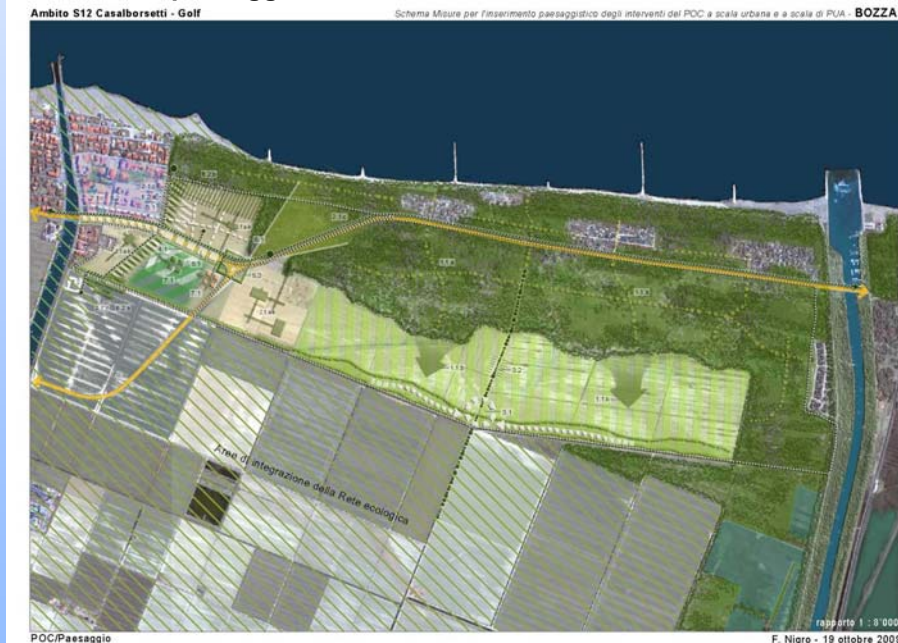 Ambito S12 Casalborsetti - Golf
Schema Misure per l'inserimento paesaggistico degli interventi del POC a scala urbana e a scala di PUA - BOZZA
Aree di integrazione della Rete ecologica
rapporto 1 : 8'000
POC/Paesaggio
F. Nigro - 19 ottobre 2009